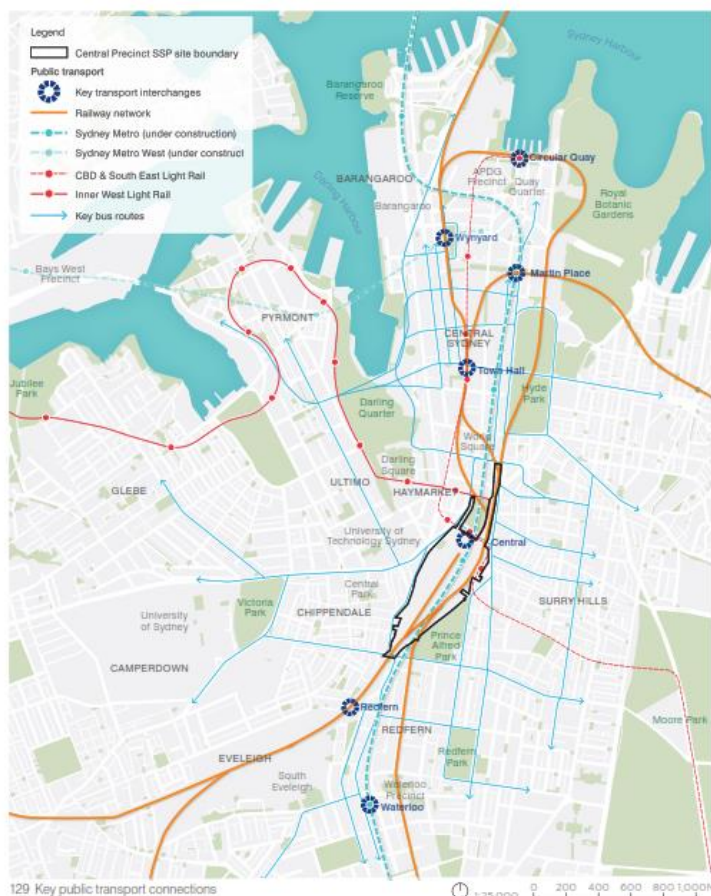 Legend
Central Precinct SSP site boundary
Public transport
Key transport interchanges
Railway network
Sydney Metro (under construction)
Sydney Metro West (under construct
CBD & South East Light Rail
Inner West Light Rail
Key bus routes
Sydney Harbour
Barangaroo
Reserve
Circular Quay
BARANGAROO
APDG
Precinct
Quay
Quarter
Darling Harbour
Barangaroo
Royal
Botanic
Gardens
Wynyard
Bays West
Precinct
Martin Place
PYRMONT
CENTRAL
SYDNEY
Town Hall
Jubilee
Park
Hyde
Park
Darling
Quarter
World
Square
Darling
Square
GLEBE
ULTIMO
HAYMARKET
University of
Technology Sydney
Central
Central
Park
University
of Sydney
Victoria
Park
CHIPPENDALE
SURRY HILLS
Prince
Alfred
Park
CAMPERDOWN
Redfern
Moore Park
REDFERN
Redfern
Park
EVELEIGH
South
Eveleigh
Waterloo
Precinct
Waterloo
129 Key public transport connections
1:25,000 0 200 400 600 800 1,000m